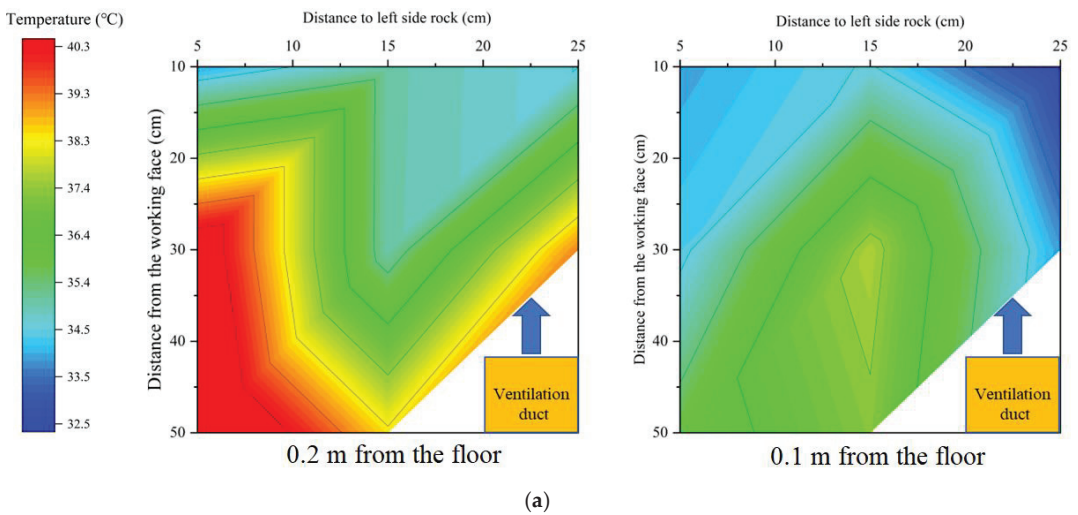 Temperature (℃)
40.3
39.3
38.3
37.4
36.4
35.4
34.5
33.5
32.5
Distance to left side rock (cm)
5 10 15 20 25
Distance from the working face (cm)
10
20
30
40
50
Ventilation
duct
0.2 m from the floor
Distance to left side rock (cm)
5 10 15 20 25
Distance from the working face (cm)
10
20
30
40
50
Ventilation
duct
0.1 m from the floor
(a)